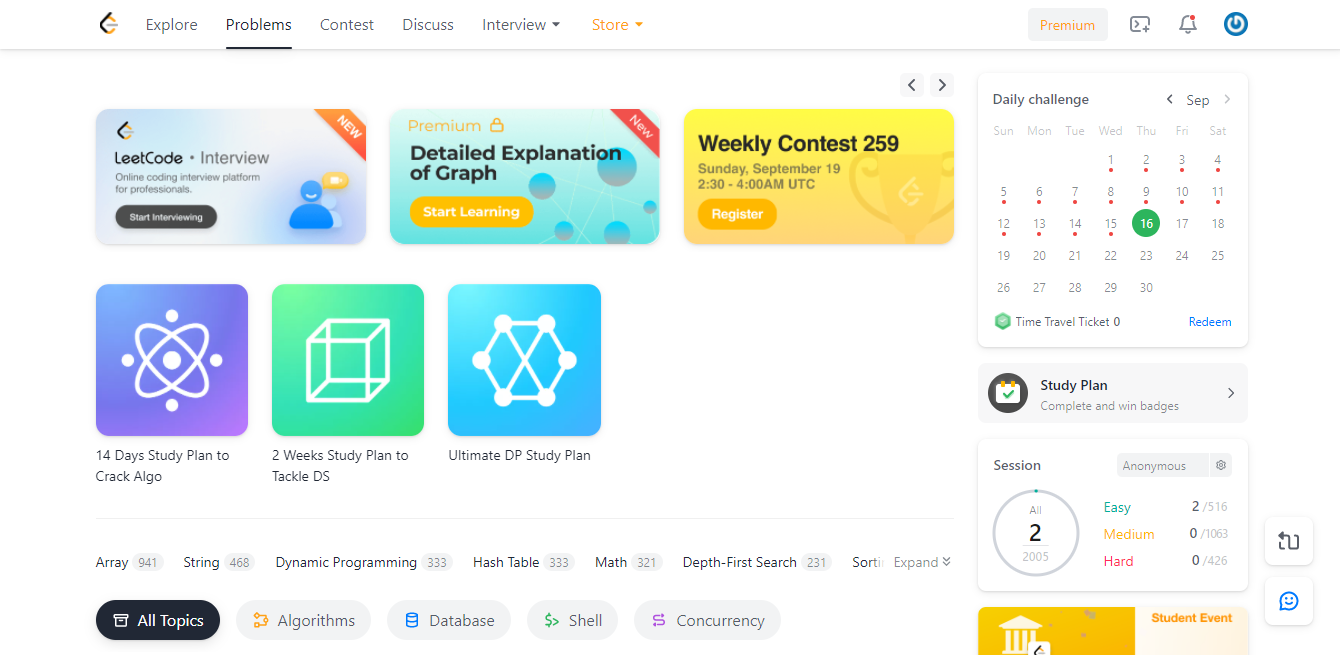 Explore Problems Contest Discuss Interview Store Premium
LeetCode • Interview
Online coding interview platform
for professionals.
Start Interviewing
NEW
Premium
Detailed Explanation
of Graph
Start Learning
New
Weekly Contest 259
Sunday, September 19
2:30 - 4:00AM UTC
Register
14 Days Study Plan to
Crack Algo
2 Weeks Study Plan to
Tackle DS
Ultimate DP Study Plan
Array 941 String 468 Dynamic Programming 333 Hash Table 333 Math 321 Depth-First Search 231 Sorti Expand
All Topics Algorithms Database Shell Concurrency
Daily challenge Sep
Sun Mon Tue Wed Thu Fri Sat
1 2 3 4
5 6 7 8 9 10 11
12 13 14 15 16 17 18
19 20 21 22 23 24 25
26 27 28 29 30
Time Travel Ticket 0 Redeem
Study Plan
Complete and win badges
Session Anonymous
All
2
2005
Easy 2 /516
Medium 0 /1063
Hard 0 /426
Student Event